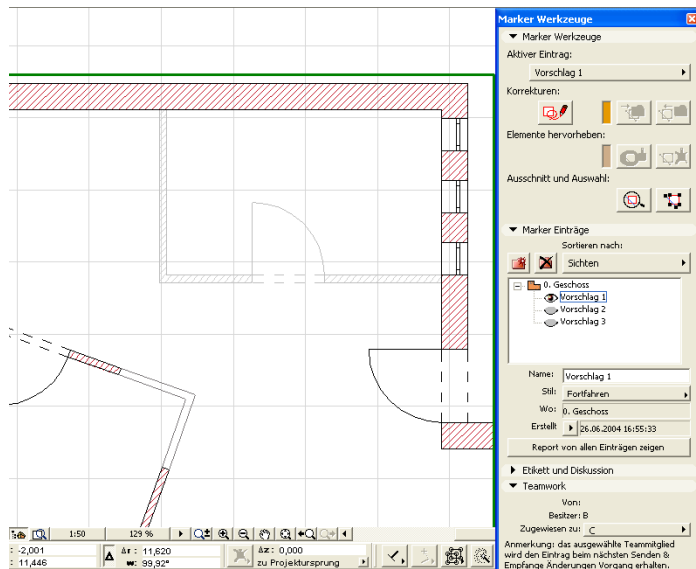 Marker Werkzeuge
Marker Werkzeuge
Aktiver Eintrag:
Vorschlag 1
Korrekturen:
Elemente hervorheben:
Ausschnitt und Auswahl:
Marker Einträge
Sortieren nach:
Sichten
0. Geschoss
Vorschlag 1
Vorschlag 2
Vorschlag 3
Name: Vorschlag 1
Stil: Fortfahren
Wo: 0. Geschoss
Erstellt 26.06.2004 16:55:33
Report von allen Einträgen zeigen
Etikett und Diskussion
Teamwork
Von:
Besitzer: B
Zugewiesen zu: C
Anmerkung: das ausgewählte Teammitglied
wird den Eintrag beim nächsten Senden &
Empfange Änderungen Vorgang erhalten.
1:50 129 %
: -2,001 Δr: 11,620 Δz: 0,000
: 11,446 w: 99,92° zu Projektursprung